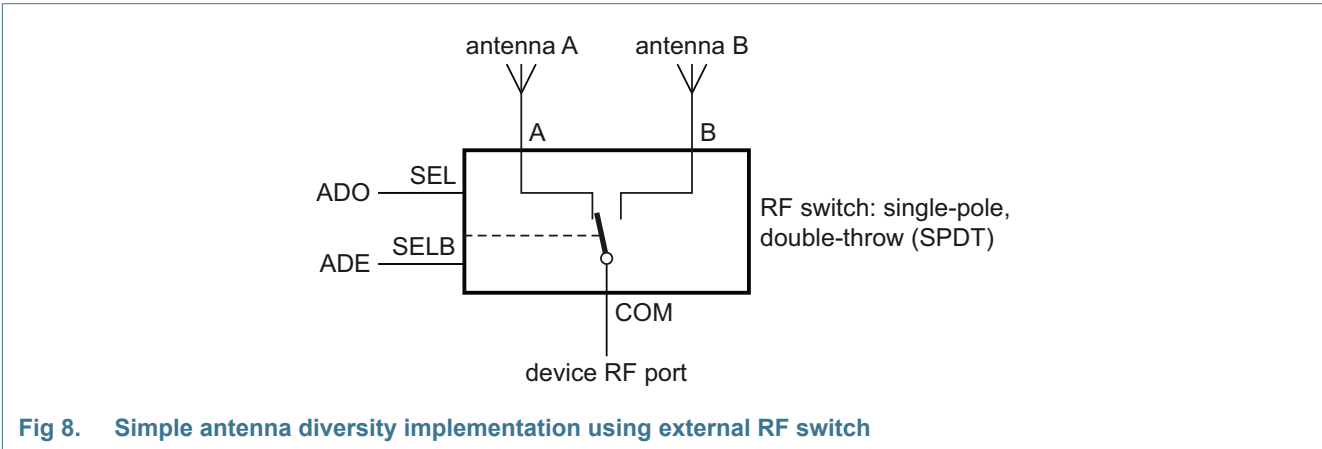 antenna A
antenna B
A
B
SEL
ADO
SELB
ADE
RF switch: single-pole,
double-throw (SPDT)
COM
device RF port
Fig 8. Simple antenna diversity implementation using external RF switch